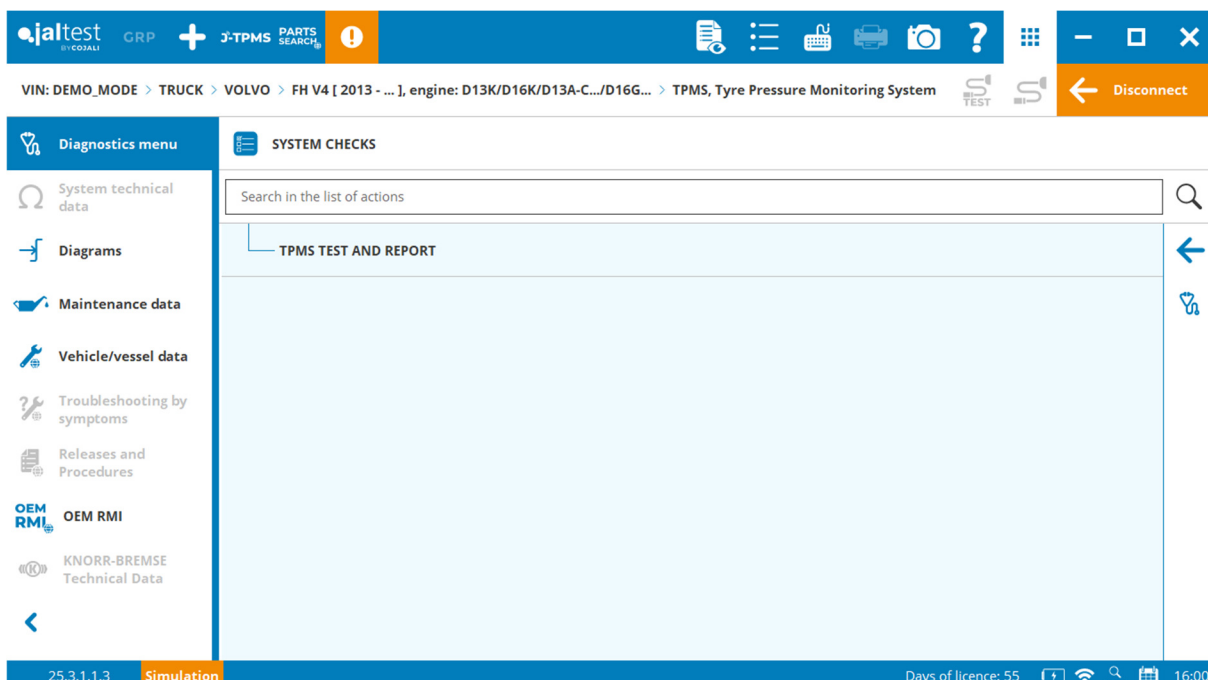 jaltest
BY COJALI
GRP
J-TPMS
PARTS
SEARCH
VIN: DEMO_MODE > TRUCK > VOLVO > FH V4 [ 2013 - ... ], engine: D13K/D16K/D13A-C.../D16G... > TPMS, Tyre Pressure Monitoring System
TEST
Disconnect
Diagnostics menu
SYSTEM CHECKS
System technical
data
Search in the list of actions
Diagrams
TPMS TEST AND REPORT
Maintenance data
Vehicle/vessel data
Troubleshooting by
symptoms
Releases and
Procedures
OEM
RMI
OEM RMI
KNORR-BREMSE
Technical Data
25.3.1.1.3
Simulation
Days of licence: 55
16:00